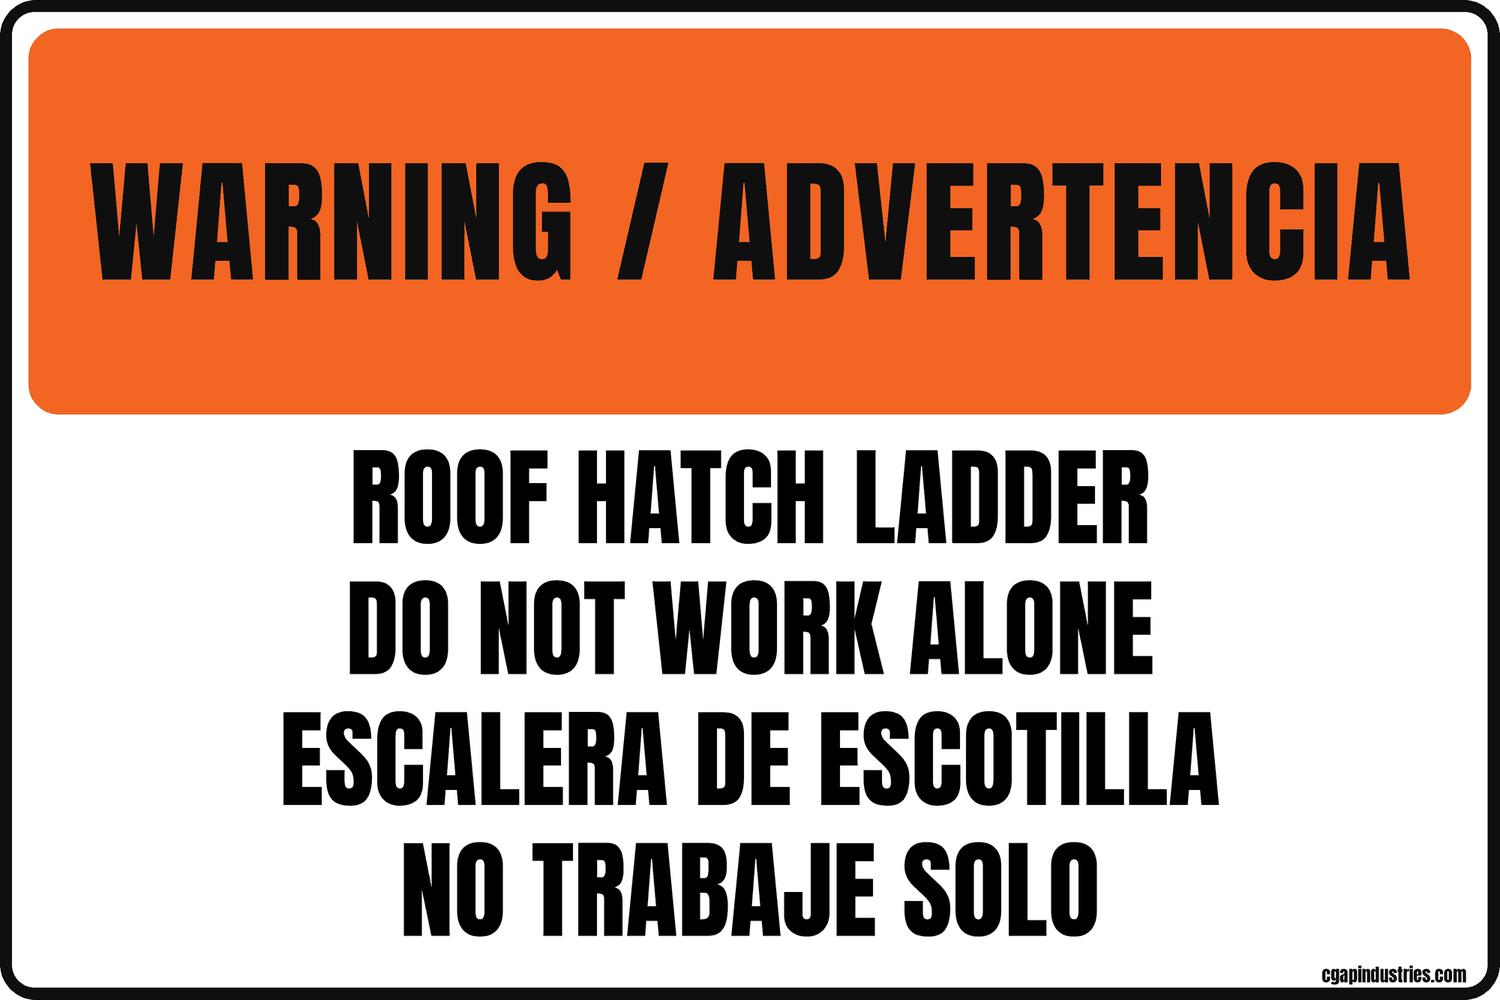 WARNING / ADVERTENCIA
ROOF HATCH LADDER
DO NOT WORK ALONE
ESCALERA DE ESCOTILLA
NO TRABAJE SOLO
cgapindustries.com